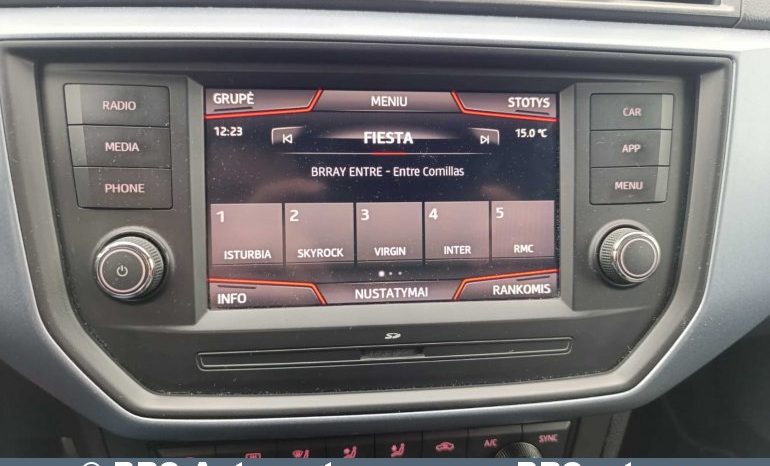 RADIO
MEDIA
PHONE
GRUPĖ MENIU STOTYS
12:23 FIESTA 15.0 °C
BRRAY ENTRE - Entre Comillas
1 2 3 4 5
ISTURBIA SKYROCK VIRGIN INTER RMC
INFO NUSTATYMAI RANKOMIS
CAR
APP
MENU
SD
A/C SYNC